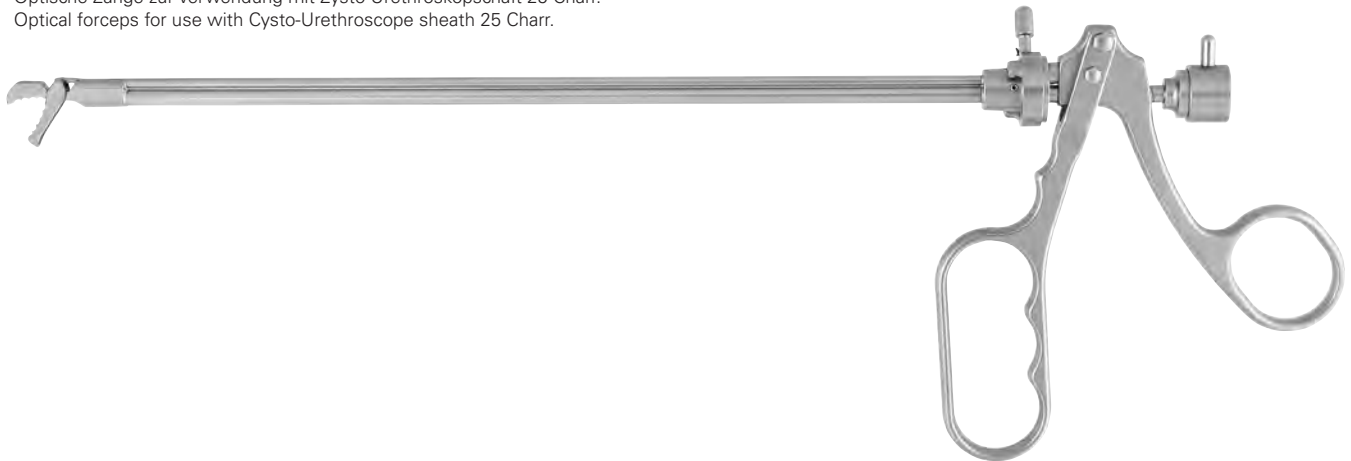 Optische Zange zur Verwendung mit Zysto-Urethroskopschaft 25 Charr.
Optical forceps for use with Cysto-Urethroscope sheath 25 Charr.